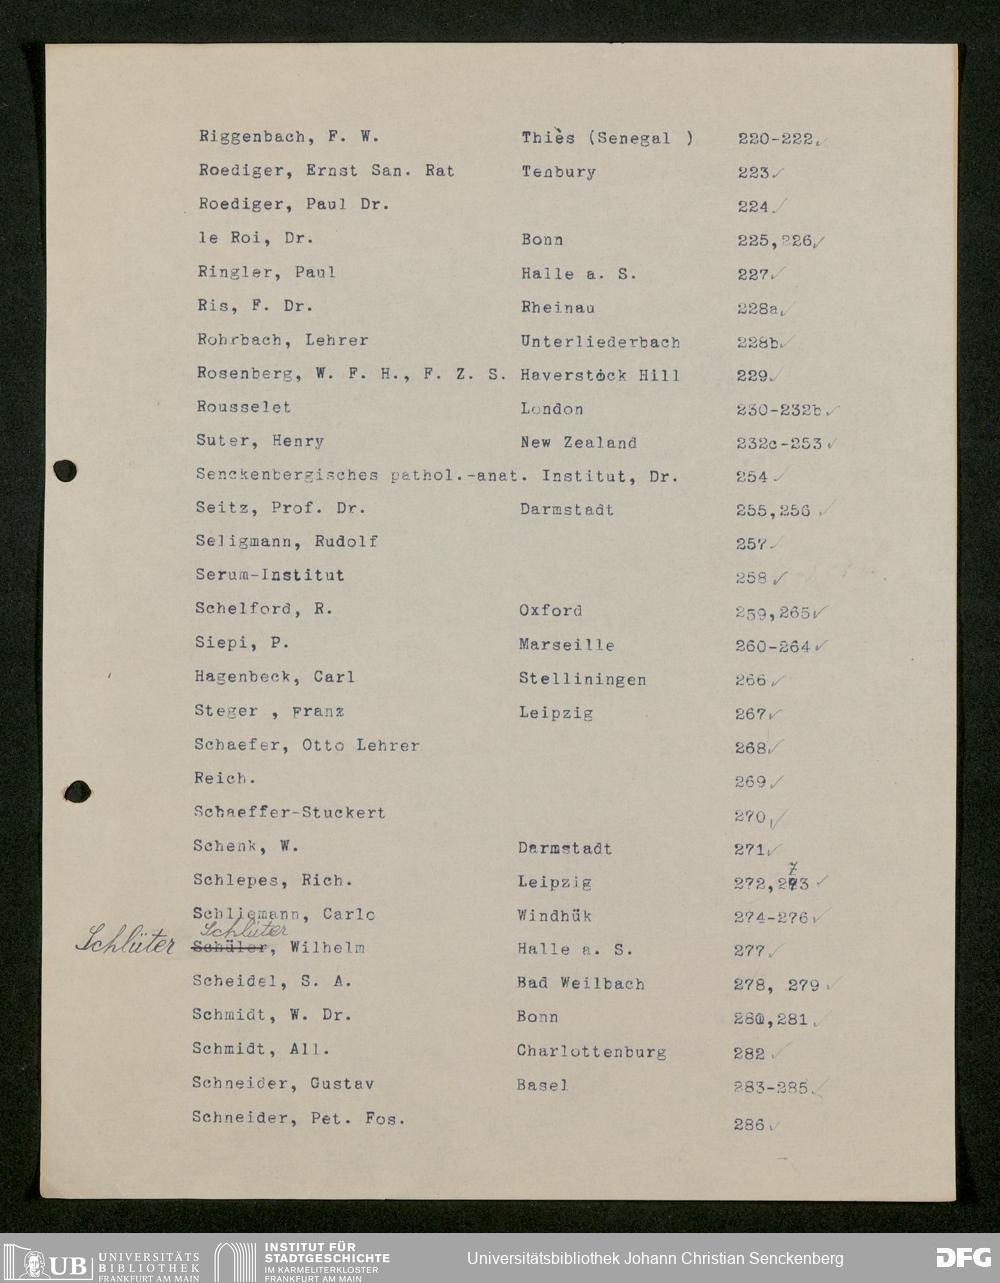 Riggenbach, F. W. Thiès (Senegal ) 220-222✓
Roediger, Ernst San. Rat Tenbury 223✓
Roediger, Paul Dr. 224✓
le Roi, Dr. Bonn 225,226✓
Ringler, Paul Halle a. S. 227✓
Ris, F. Dr. Rheinau 228a✓
Rohrbach, Lehrer Unterliederbach 228b✓
Rosenberg, W. F. H., F. Z. S. Haverstock Hill 229✓
Rousselet London 230-232b✓
Suter, Henry New Zealand 232c-253✓
Senckenbergisches pathol.-anat. Institut, Dr. 254✓
Seitz, Prof. Dr. Darmstadt 255,256✓
Seligmann, Rudolf 257✓
Serum-Institut 258✓
Schelford, R. Oxford 259,265✓
Siepi, P. Marseille 260-264✓
Hagenbeck, Carl Stelliningen 266✓
Steger , Franz Leipzig 267✓
Schaefer, Otto Lehrer 268✓
Reich. 269✓
Schaeffer-Stuckert 270✓
Schenk, W. Darmstadt 271✓
Schlepes, Rich. Leipzig 272,273✓
Schliemann, Carlo Windhük 274-276✓
Schlüter
Schlüter Schüler, Wilhelm Halle a. S. 277✓
Scheidel, S. A. Bad Weilbach 278, 279✓
Schmidt, W. Dr. Bonn 280,281✓
Schmidt, All. Charlottenburg 282✓
Schneider, Gustav Basel 283-285✓
Schneider, Pet. Fos. 286✓
UB UNIVERSITÄTS BIBLIOTHEK FRANKFURT AM MAIN
INSTITUT FÜR STADTGESCHICHTE IM KARMELITERKLOSTER FRANKFURT AM MAIN
Universitätsbibliothek Johann Christian Senckenberg
DFG